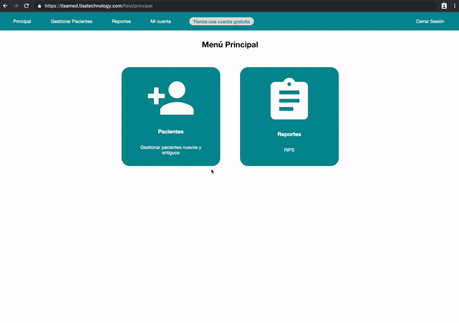 https://tisamed.tisatechnology.com/fisio/principal
Principal Gestionar Pacientes Reportes Mi cuenta Tienes una cuenta gratuita Cerrar Sesión
Menú Principal
Pacientes
Gestionar pacientes nuevos y
antiguos
Reportes
RIPS